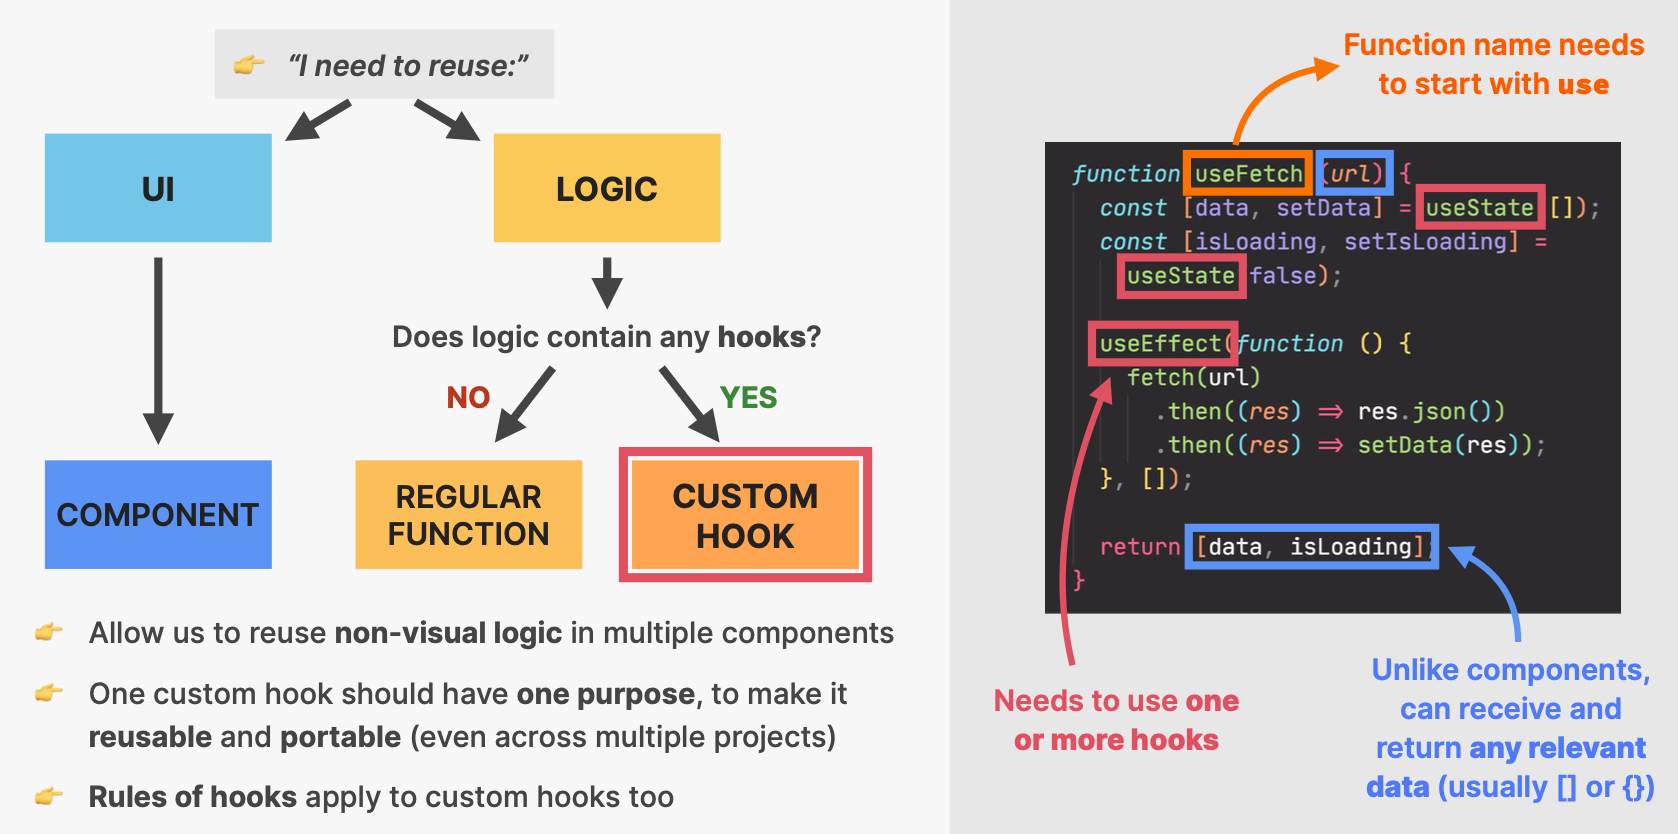 👉 “I need to reuse:”
UI
LOGIC
Does logic contain any hooks?
NO
YES
COMPONENT
REGULAR
FUNCTION
CUSTOM
HOOK
👉 Allow us to reuse non-visual logic in multiple components
👉 One custom hook should have one purpose, to make it
reusable and portable (even across multiple projects)
👉 Rules of hooks apply to custom hooks too
Function name needs
to start with use
function useFetch (url) {
const [data, setData] = useState []);
const [isLoading, setIsLoading] =
useState false);
useEffect(function () {
fetch(url)
.then((res) ⇒ res.json())
.then((res) ⇒ setData(res));
}, []);
return [data, isLoading];
}
Needs to use one
or more hooks
Unlike components,
can receive and
return any relevant
data (usually [] or {})